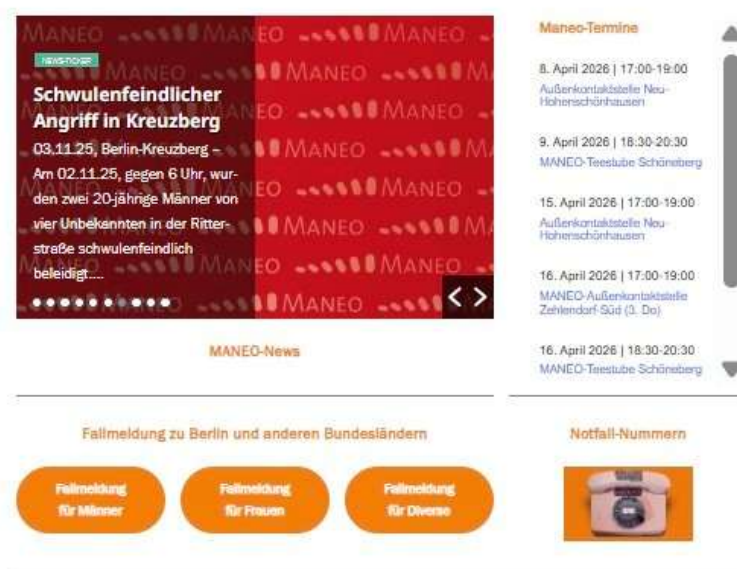 NEWS-TICKER
Schwulenfeindlicher
Angriff in Kreuzberg
03.11.25, Berlin-Kreuzberg –
Am 02.11.25, gegen 6 Uhr, wur-
den zwei 20-jährige Männer von
vier Unbekannten in der Ritter-
straße schwulenfeindlich
beleidigt....
MANEO
MANEO-News
Maneo-Termine
8. April 2026 | 17:00-19:00
Außenkontaktstelle Neu-
Hohenschönhausen
9. April 2026 | 18:30-20:30
MANEO-Teestube Schöneberg
15. April 2026 | 17:00-19:00
Außenkontaktstelle Neu-
Hohenschönhausen
16. April 2026 | 17:00-19:00
MANEO-Außenkontaktstelle
Zehlendorf-Süd (3. Do)
16. April 2026 | 18:30-20:30
MANEO-Teestube Schöneberg
Fallmeldung zu Berlin und anderen Bundesländern
Fallmeldung
für Männer
Fallmeldung
für Frauen
Fallmeldung
für Diverse
Notfall-Nummern